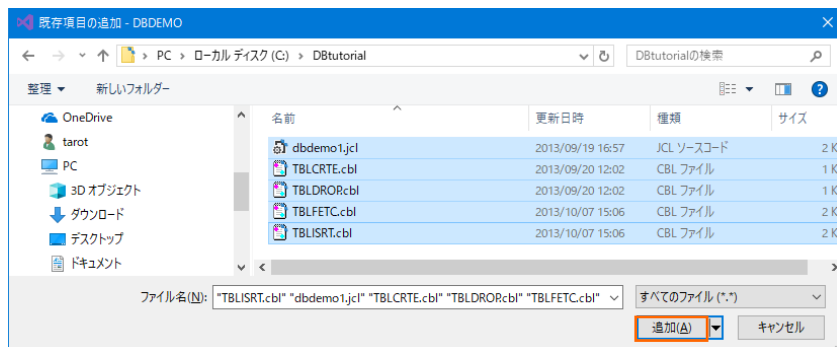 既存項目の追加 - DBDEMO
PC > ローカル ディスク (C:) > DBtutorial
DBtutorialの検索
整理 新しいフォルダー
OneDrive
tarot
PC
3D オブジェクト
ダウンロード
デスクトップ
ドキュメント
名前 更新日時 種類 サイズ
dbdemo1.jcl 2013/09/19 16:57 JCL ソースコード 2 K
TBLCRTE.cbl 2013/09/20 12:02 CBL ファイル 1 K
TBLDROP.cbl 2013/09/20 12:02 CBL ファイル 1 K
TBLFETC.cbl 2013/10/07 15:06 CBL ファイル 2 K
TBLISRT.cbl 2013/10/07 15:06 CBL ファイル 2 K
ファイル名(N): "TBLISRT.cbl" "dbdemo1.jcl" "TBLCRTE.cbl" "TBLDROP.cbl" "TBLFETC.cbl" すべてのファイル (*.*)
追加(A) キャンセル